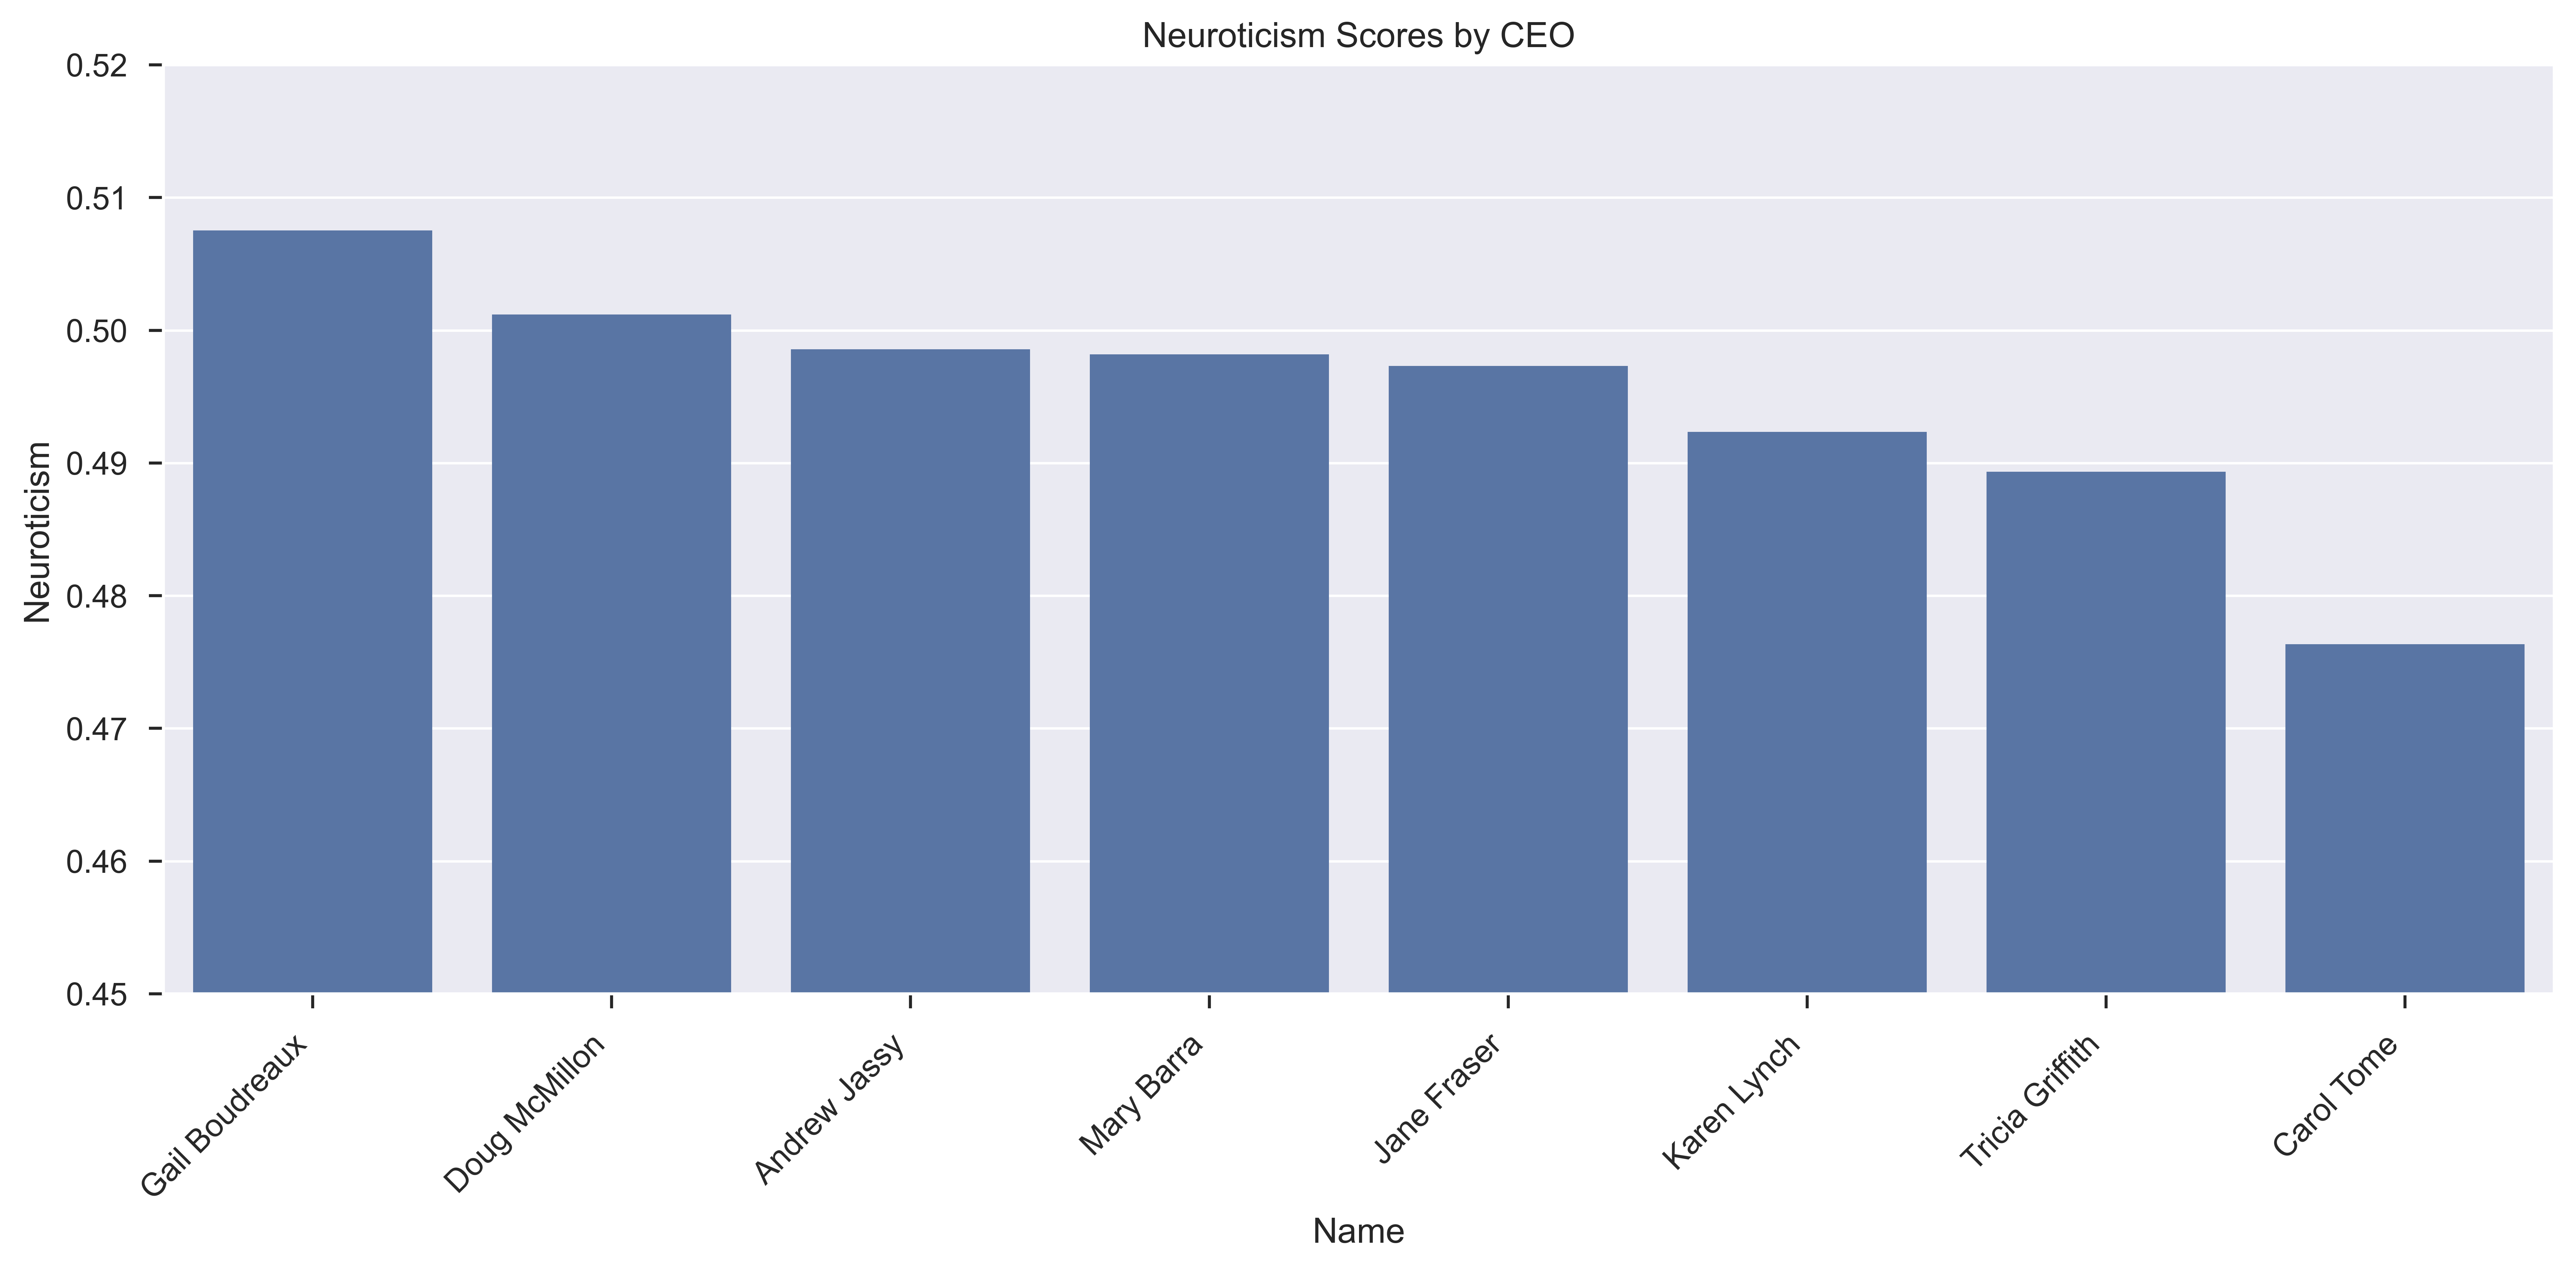 Neuroticism Scores by CEO
0.52
0.51
0.50
0.49
0.48
0.47
0.46
0.45
Neuroticism
Gail Boudreaux
Doug McMillon
Andrew Jassy
Mary Barra
Jane Fraser
Karen Lynch
Tricia Griffith
Carol Tome
Name